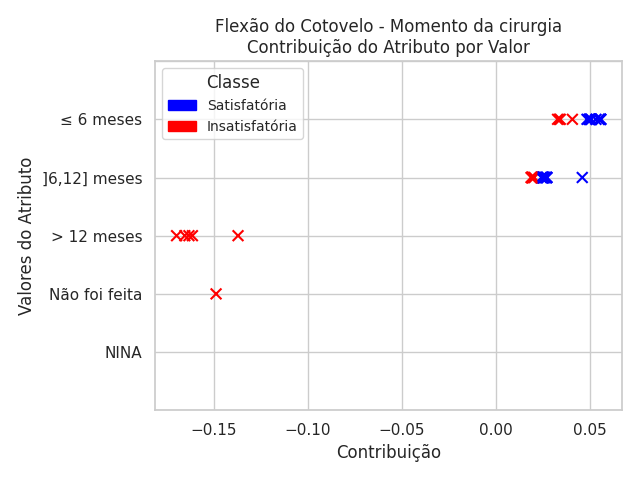 Flexão do Cotovelo - Momento da cirurgia
Contribuição do Atributo por Valor
Classe
Satisfatória
Insatisfatória
Valores do Atributo
≤ 6 meses
]6,12] meses
> 12 meses
Não foi feita
NINA
−0.15
−0.10
−0.05
0.00
0.05
Contribuição